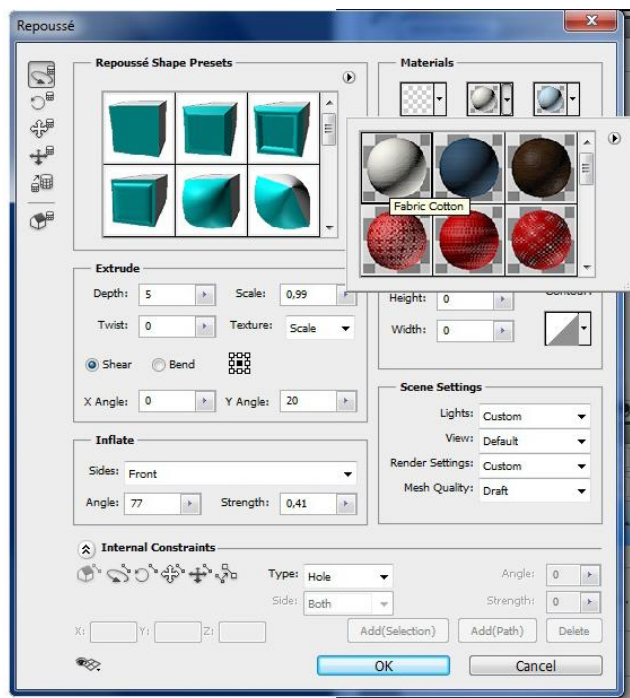 Repoussé
Repoussé Shape Presets
Materials
Fabric Cotton
Extrude
Depth: 5 Scale: 0,99
Twist: 0 Texture: Scale
Shear Bend
X Angle: 0 Y Angle: 20
Height: 0
Width: 0
Inflate
Sides: Front
Angle: 77 Strength: 0,41
Scene Settings
Lights: Custom
View: Default
Render Settings: Custom
Mesh Quality: Draft
Internal Constraints
Type: Hole Angle: 0
Side: Both Strength: 0
X: Y: Z: Add(Selection) Add(Path) Delete
OK Cancel